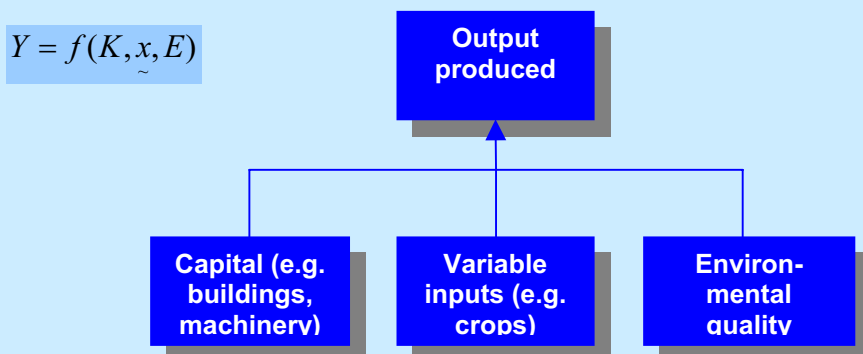 Y = f(K, x, E)
~
Output
produced
Capital (e.g.
buildings,
machinery)
Variable
inputs (e.g.
crops)
Environ-
mental
quality